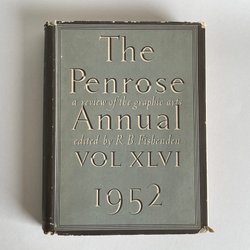 The
Penrose
a review of the graphic arts
Annual
edited by R B Fishenden
VOL XLVI
1952